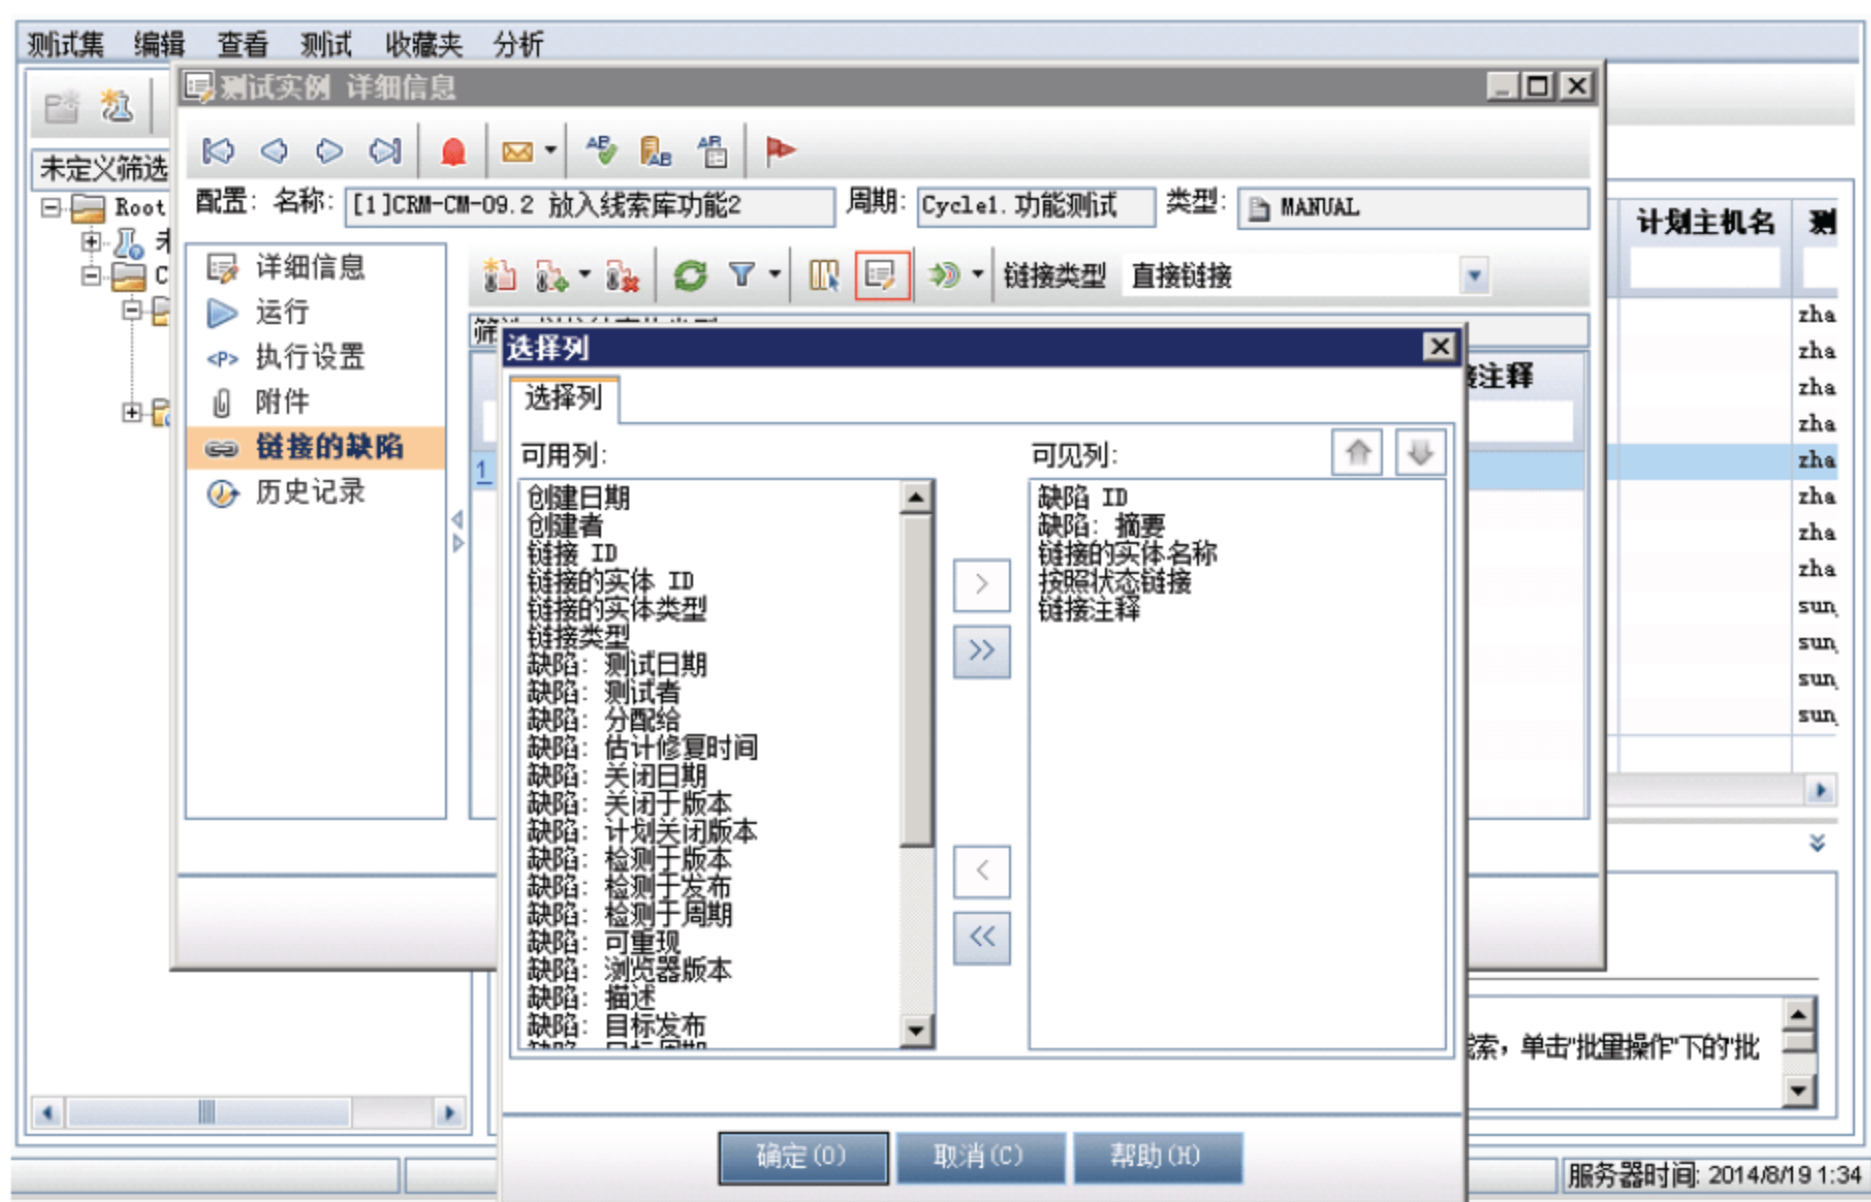 测试集 编辑 查看 测试 收藏夹 分析
测试实例 详细信息
未定义筛选
配置: 名称: [1]CRM-CM-09.2 放入线索库功能2 周期: Cycle1.功能测试 类型: MANUAL
Root
C
详细信息
运行
<P> 执行设置
附件
链接的缺陷
历史记录
链接类型 直接链接
计划主机名 测
注释
1
选择列
选择列
可用列:
创建日期
创建者
链接 ID
链接的实体 ID
链接的实体类型
链接类型
缺陷: 测试日期
缺陷: 测试者
缺陷: 分配给
缺陷: 估计修复时间
缺陷: 关闭日期
缺陷: 关闭于版本
缺陷: 计划关闭版本
缺陷: 检测于版本
缺陷: 检测于发布
缺陷: 检测于周期
缺陷: 可重现
缺陷: 浏览器版本
缺陷: 描述
缺陷: 目标发布
可见列:
缺陷 ID
缺陷: 摘要
链接的实体名称
按照状态链接
链接注释
>
>>
<
<<
确定(O) 取消(C) 帮助(H)
zha
zha
zha
zha
zha
zha
zha
zha
sun
sun
sun
sun
索，单击"批量操作"下的"批
服务器时间: 2014/8/19 1:34